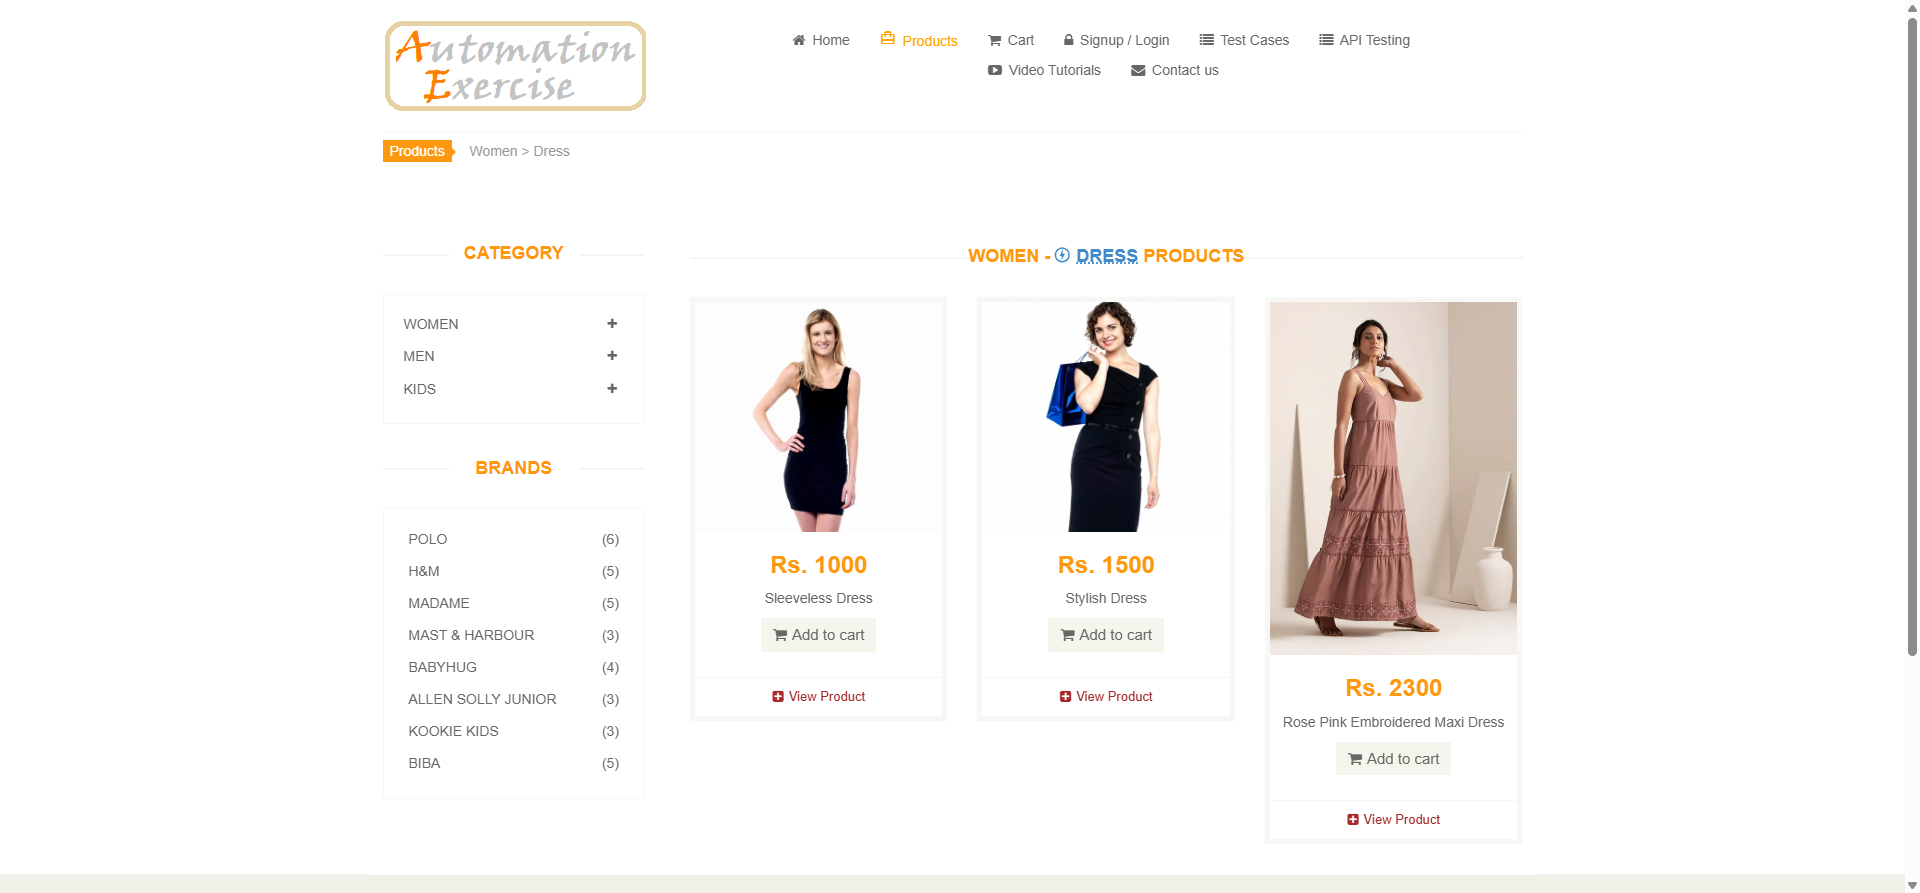 Automation
Exercise
Home
Products
Cart
Signup / Login
Test Cases
API Testing
Video Tutorials
Contact us
Products
Women > Dress
CATEGORY
WOMEN
MEN
KIDS
BRANDS
POLO (6)
H&M (5)
MADAME (5)
MAST & HARBOUR (3)
BABYHUG (4)
ALLEN SOLLY JUNIOR (3)
KOOKIE KIDS (3)
BIBA (5)
WOMEN - DRESS PRODUCTS
Rs. 1000
Sleeveless Dress
Add to cart
View Product
Rs. 1500
Stylish Dress
Add to cart
View Product
Rs. 2300
Rose Pink Embroidered Maxi Dress
Add to cart
View Product